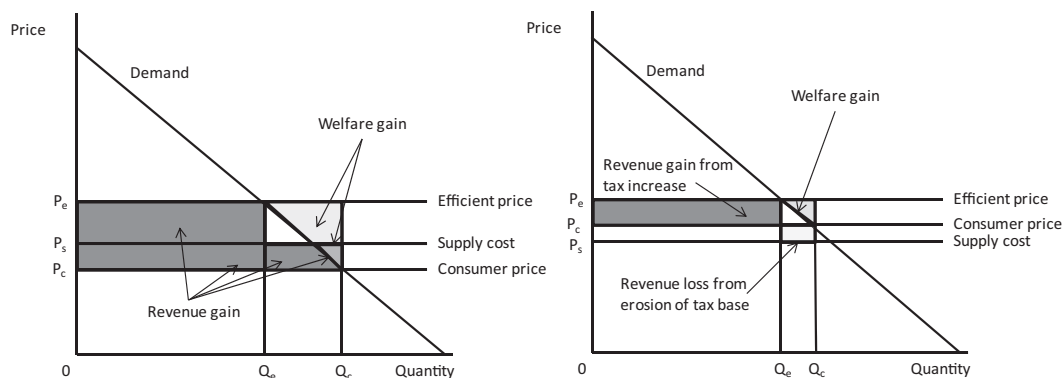 Price
Demand
Welfare gain
Pe
Efficient price
Ps
Supply cost
Pc
Consumer price
Revenue gain
0
Qe
Qc
Quantity
Price
Demand
Welfare gain
Revenue gain from
tax increase
Pe
Efficient price
Pc
Consumer price
Ps
Supply cost
Revenue loss from
erosion of tax base
0
Qe
Qc
Quantity